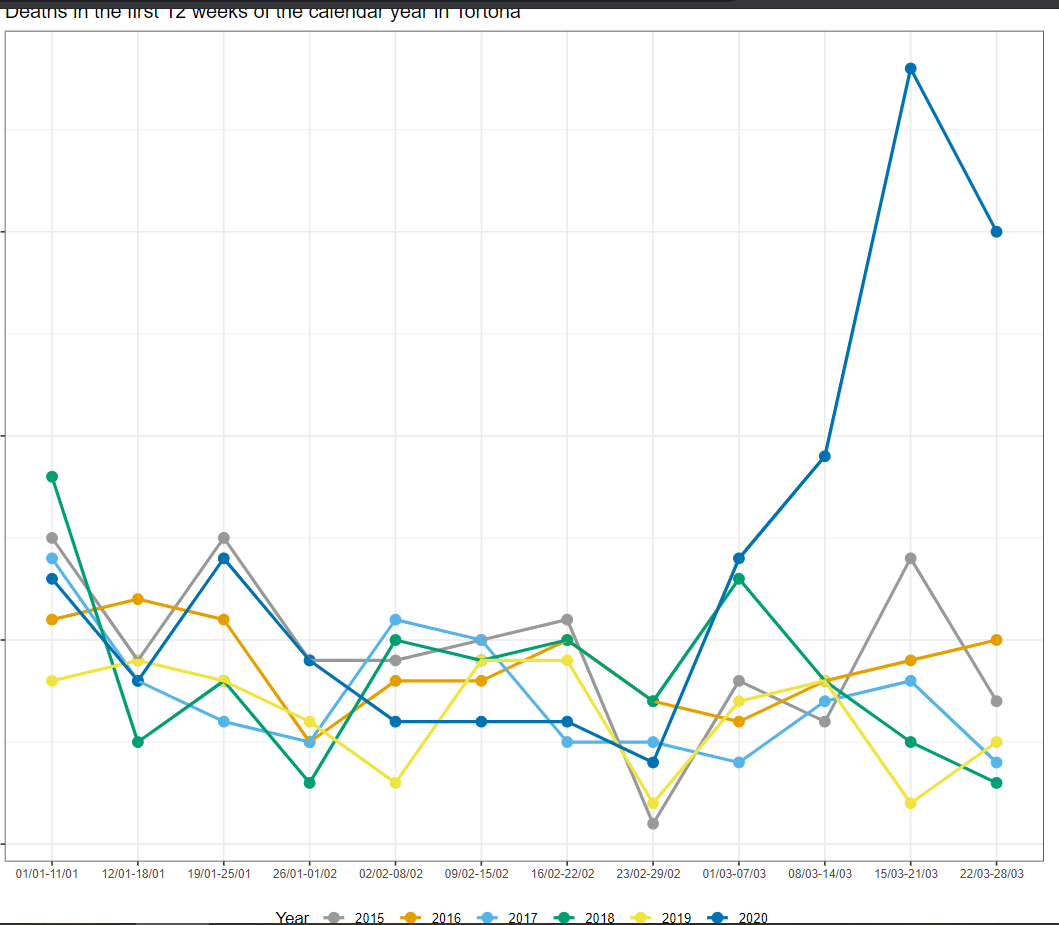 Deaths in the first 12 weeks of the calendar year in Tortona
01/01-11/01 12/01-18/01 19/01-25/01 26/01-01/02 02/02-08/02 09/02-15/02 16/02-22/02 23/02-29/02 01/03-07/03 08/03-14/03 15/03-21/03 22/03-28/03
Year 2015 2016 2017 2018 2019 2020